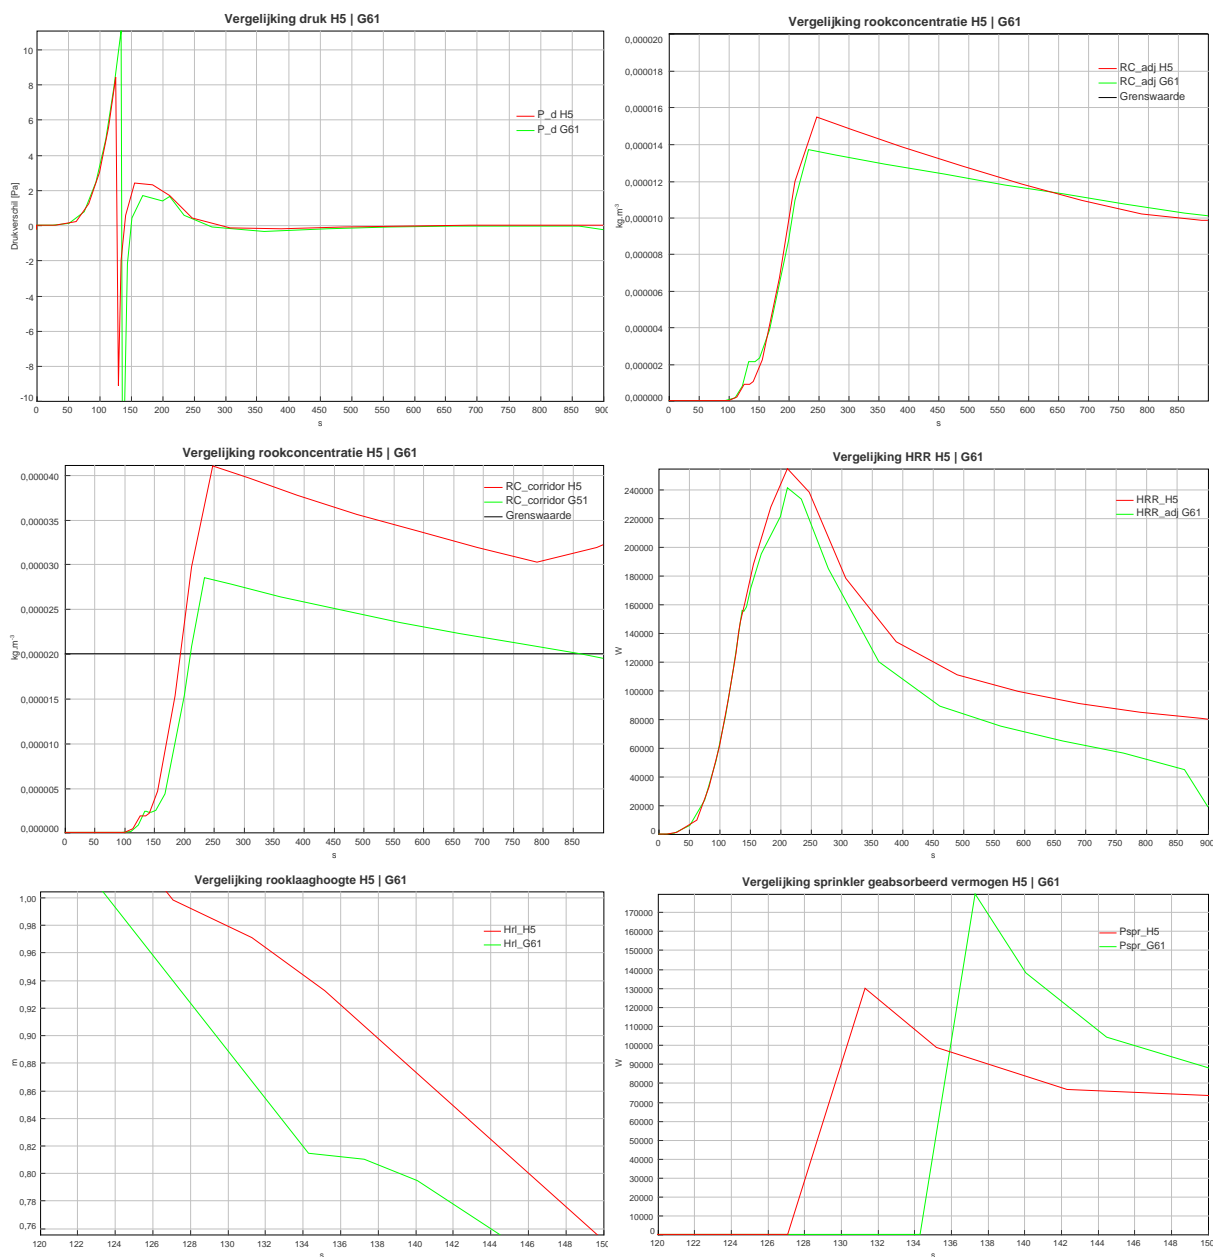 Vergelijking druk H5 | G61
10
8
6
4
2
0
-2
-4
-6
-8
-10
Drukverschil [Pa]
P_d H5
P_d G61
0 50 100 150 200 250 300 350 400 450 500 550 600 650 700 750 800 850 900
s
Vergelijking rookconcentratie H5 | G61
0,000020
0,000018
0,000016
0,000014
0,000012
0,000010
0,000008
0,000006
0,000004
0,000002
0,000000
kg.m⁻³
RC_adj H5
RC_adj G61
Grenswaarde
0 50 100 150 200 250 300 350 400 450 500 550 600 650 700 750 800 850
s
Vergelijking rookconcentratie H5 | G61
0,000040
0,000035
0,000030
0,000025
0,000020
0,000015
0,000010
0,000005
0,000000
kg.m⁻³
RC_corridor H5
RC_corridor G51
Grenswaarde
0 50 100 150 200 250 300 350 400 450 500 550 600 650 700 750 800 850
s
Vergelijking HRR H5 | G61
240000
220000
200000
180000
160000
140000
120000
100000
80000
60000
40000
20000
0
W
HRR_H5
HRR_adj G61
0 50 100 150 200 250 300 350 400 450 500 550 600 650 700 750 800 850 900
s
Vergelijking rooklaaghoogte H5 | G61
1,00
0,98
0,96
0,94
0,92
0,90
0,88
0,86
0,84
0,82
0,80
0,78
0,76
m
Hrl_H5
Hrl_G61
120 122 124 126 128 130 132 134 136 138 140 142 144 146 148 150
s
Vergelijking sprinkler geabsorbeerd vermogen H5 | G61
170000
160000
150000
140000
130000
120000
110000
100000
90000
80000
70000
60000
50000
40000
30000
20000
10000
0
W
Pspr_H5
Pspr_G61
120 122 124 126 128 130 132 134 136 138 140 142 144 146 148 150
s